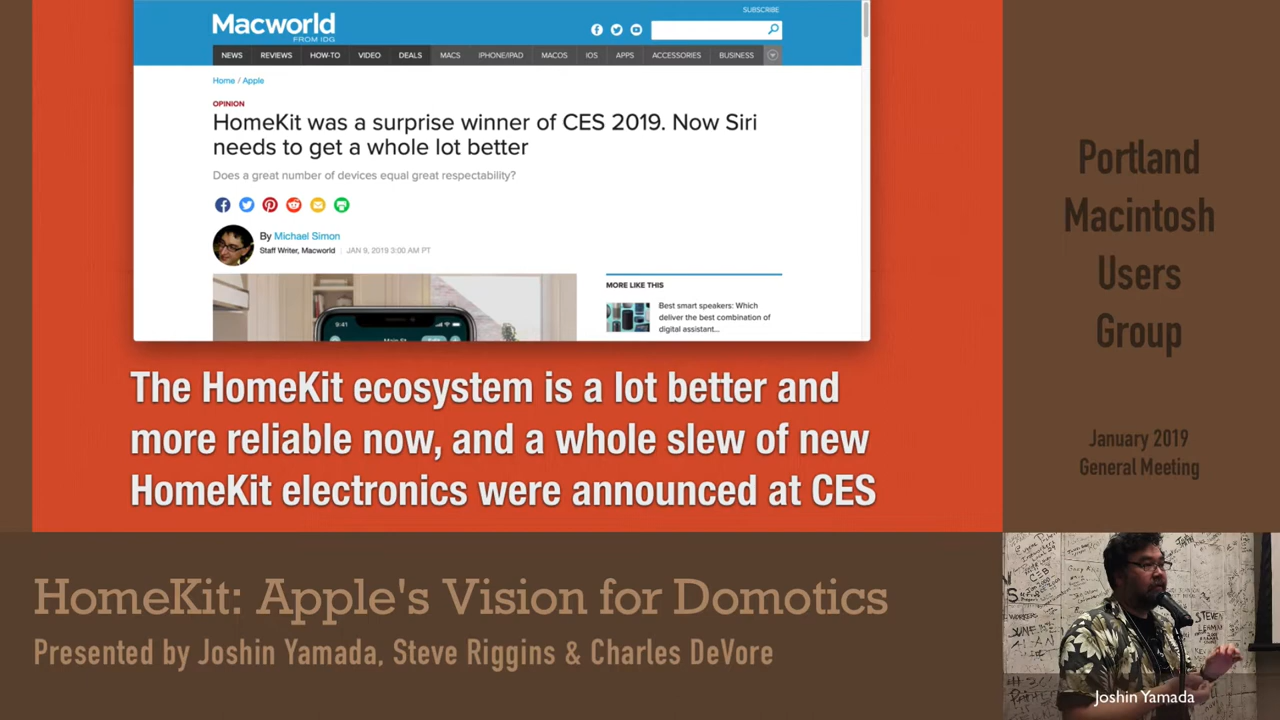 Macworld
FROM IDG
SUBSCRIBE
NEWS REVIEWS HOW-TO VIDEO DEALS MACS IPHONE/IPAD MACOS IOS APPS ACCESSORIES BUSINESS
Home / Apple
OPINION
HomeKit was a surprise winner of CES 2019. Now Siri
needs to get a whole lot better
Does a great number of devices equal great respectability?
By Michael Simon
Staff Writer, Macworld | JAN 9, 2019 3:00 AM PT
9:41
MORE LIKE THIS
Best smart speakers: Which
deliver the best combination of
digital assistant...
The HomeKit ecosystem is a lot better and
more reliable now, and a whole slew of new
HomeKit electronics were announced at CES
Portland
Macintosh
Users
Group
January 2019
General Meeting
HomeKit: Apple's Vision for Domotics
Presented by Joshin Yamada, Steve Riggins & Charles DeVore
STEVEN
Joshin Yamada